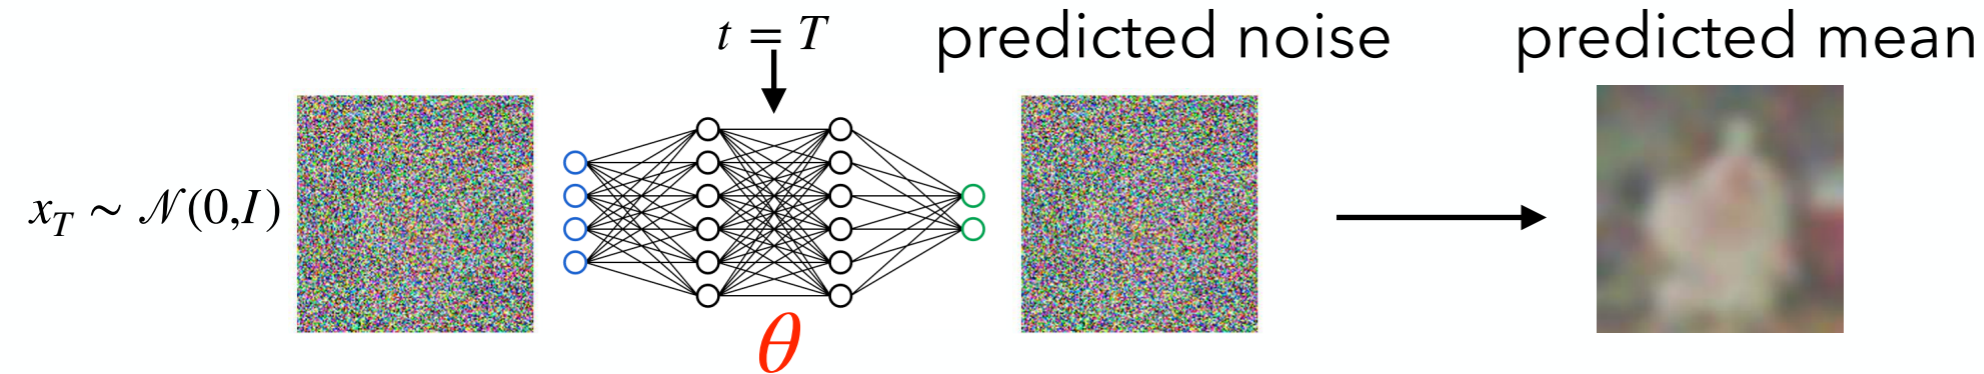 t = T
predicted noise
predicted mean
x_T ∼ 𝒩(0,I)
θ